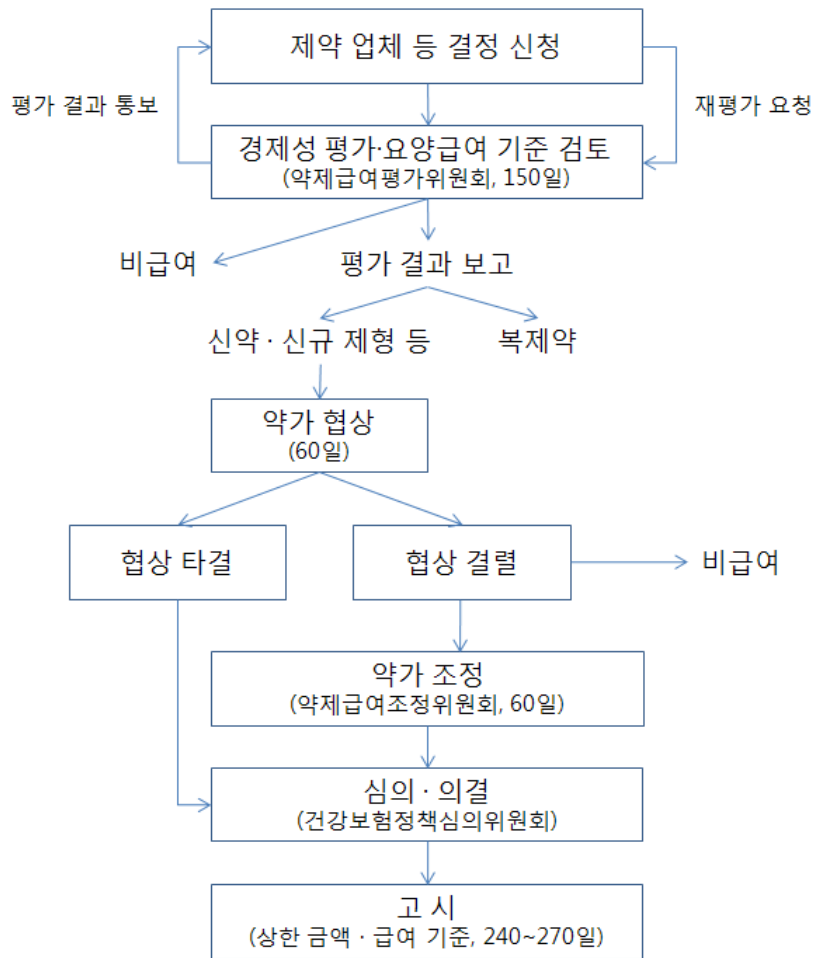 제약 업체 등 결정 신청
평가 결과 통보
재평가 요청
경제성 평가·요양급여 기준 검토
(약제급여평가위원회, 150일)
비급여
평가 결과 보고
신약 · 신규 제형 등
복제약
약가 협상
(60일)
협상 타결
협상 결렬
비급여
약가 조정
(약제급여조정위원회, 60일)
심의 · 의결
(건강보험정책심의위원회)
고 시
(상한 금액 · 급여 기준, 240~270일)